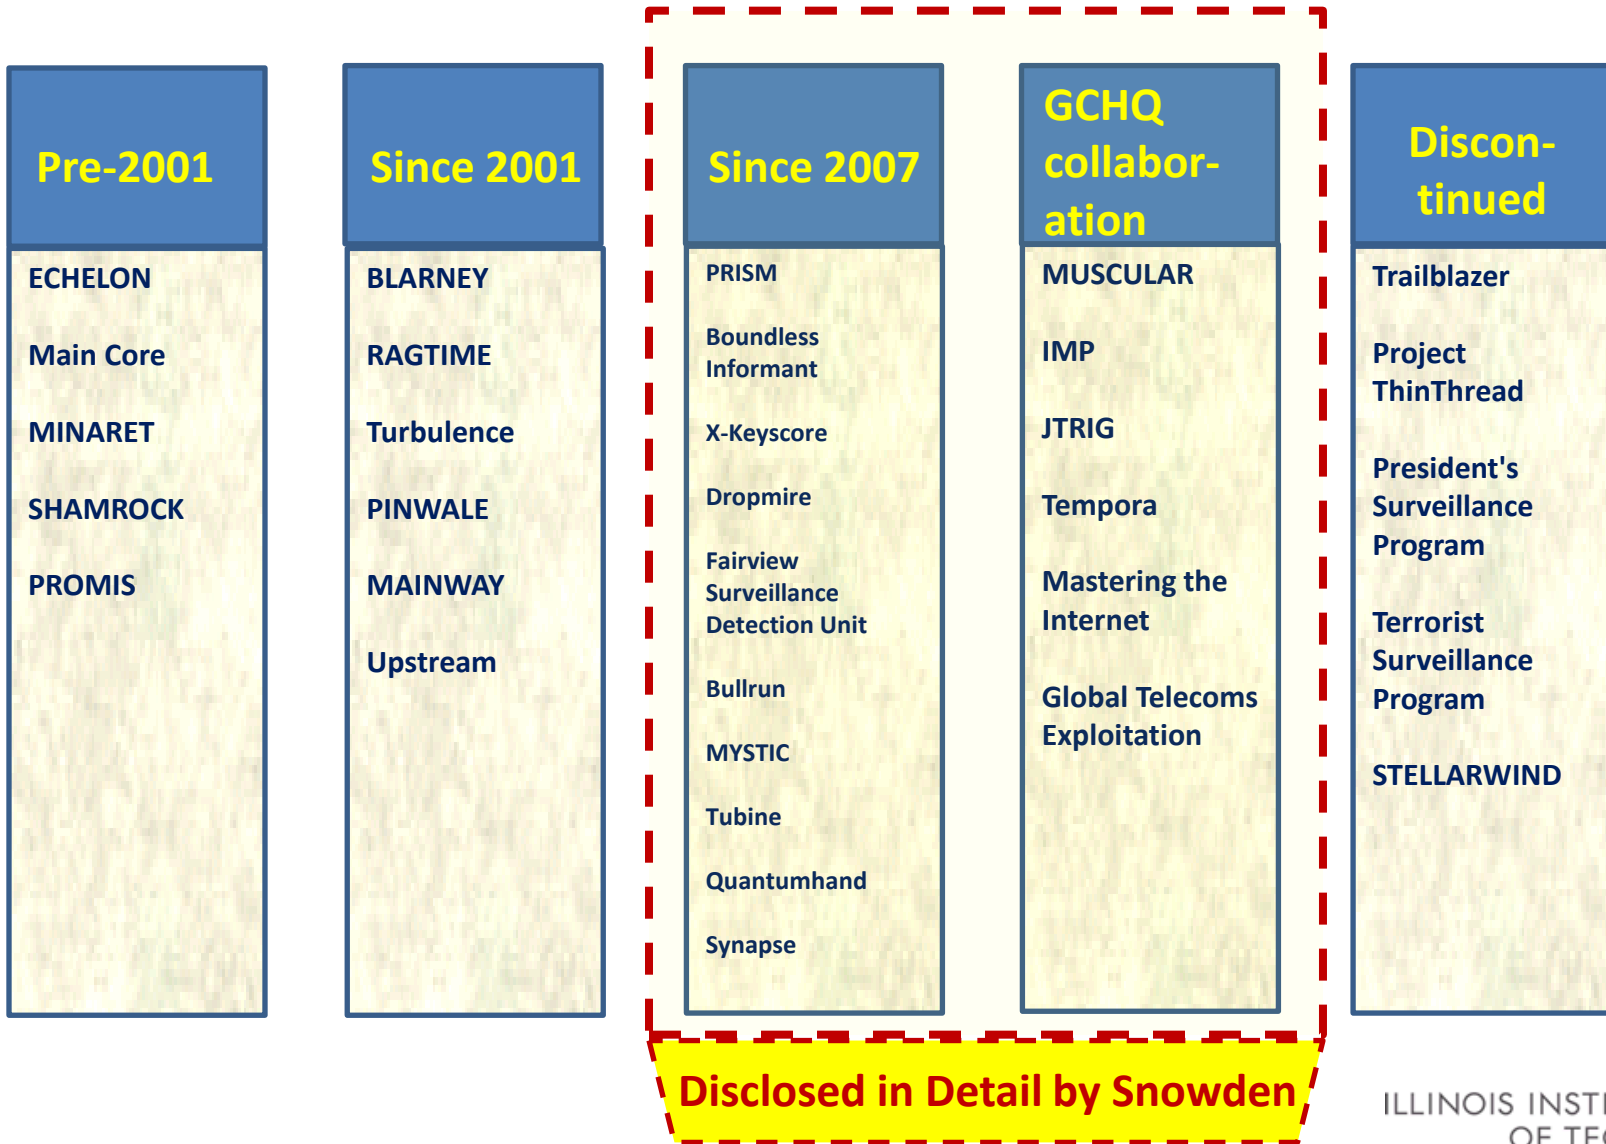 Pre-2001
ECHELON
Main Core
MINARET
SHAMROCK
PROMIS
Since 2001
BLARNEY
RAGTIME
Turbulence
PINWALE
MAINWAY
Upstream
Since 2007
PRISM
Boundless
Informant
X-Keyscore
Dropmire
Fairview
Surveillance
Detection Unit
Bullrun
MYSTIC
Tubine
Quantumhand
Synapse
GCHQ
collabor-
ation
MUSCULAR
IMP
JTRIG
Tempora
Mastering the
Internet
Global Telecoms
Exploitation
Discon-
tinued
Trailblazer
Project
ThinThread
President's
Surveillance
Program
Terrorist
Surveillance
Program
STELLARWIND
Disclosed in Detail by Snowden
ILLINOIS
OF